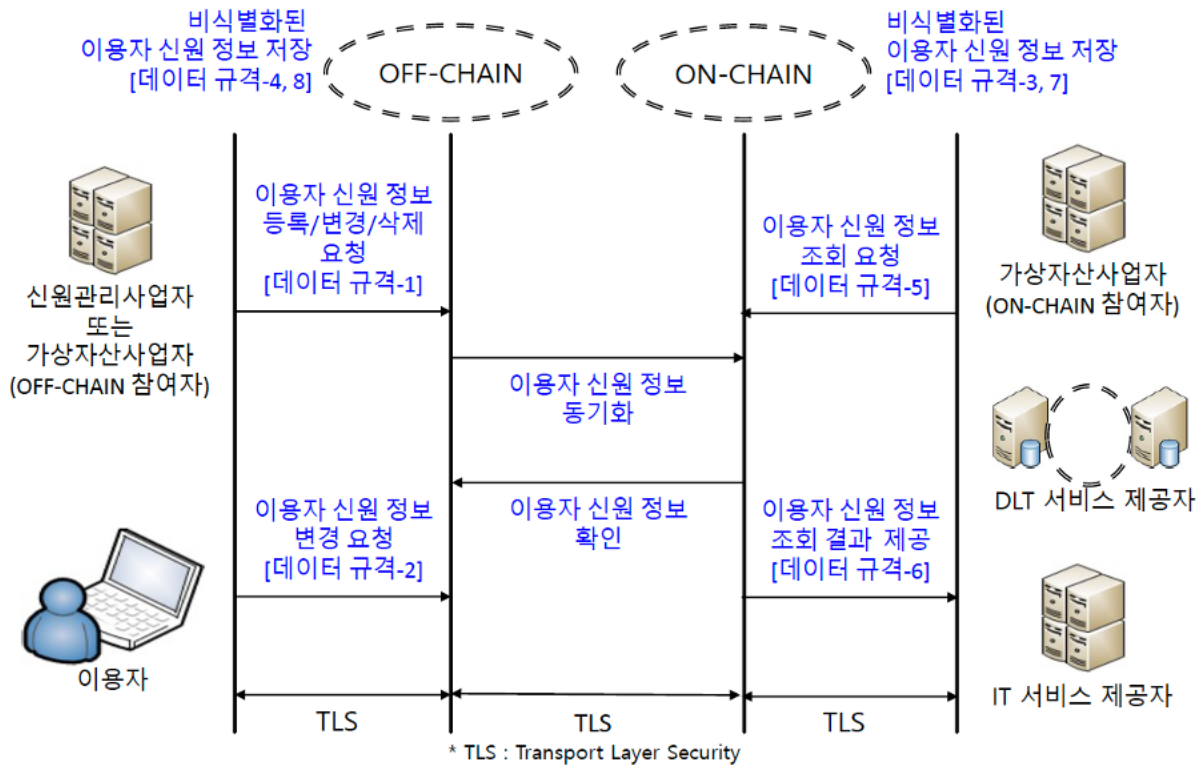 비식별화된
이용자 신원 정보 저장
[데이터 규격-4, 8]
OFF-CHAIN
ON-CHAIN
비식별화된
이용자 신원 정보 저장
[데이터 규격-3, 7]
신원관리사업자
또는
가상자산사업자
(OFF-CHAIN 참여자)
이용자 신원 정보
등록/변경/삭제
요청
[데이터 규격-1]
이용자 신원 정보
조회 요청
[데이터 규격-5]
가상자산사업자
(ON-CHAIN 참여자)
이용자 신원 정보
동기화
DLT 서비스 제공자
이용자 신원 정보
변경 요청
[데이터 규격-2]
이용자 신원 정보
확인
이용자 신원 정보
조회 결과 제공
[데이터 규격-6]
이용자
IT 서비스 제공자
TLS
TLS
TLS
* TLS : Transport Layer Security